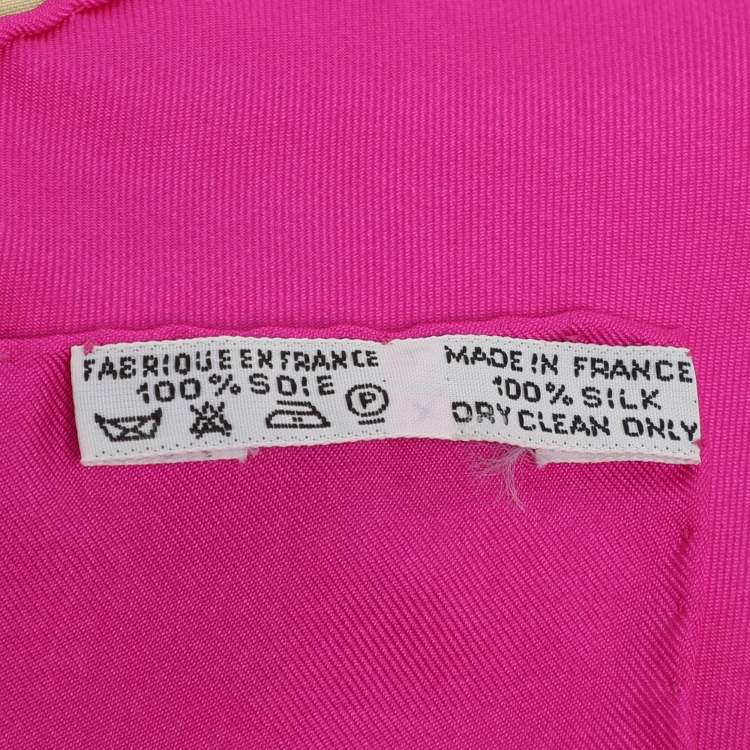 FABRIQUE EN FRANCE
100% SOIE
P
MADE IN FRANCE
100% SILK
DRY CLEAN ONLY